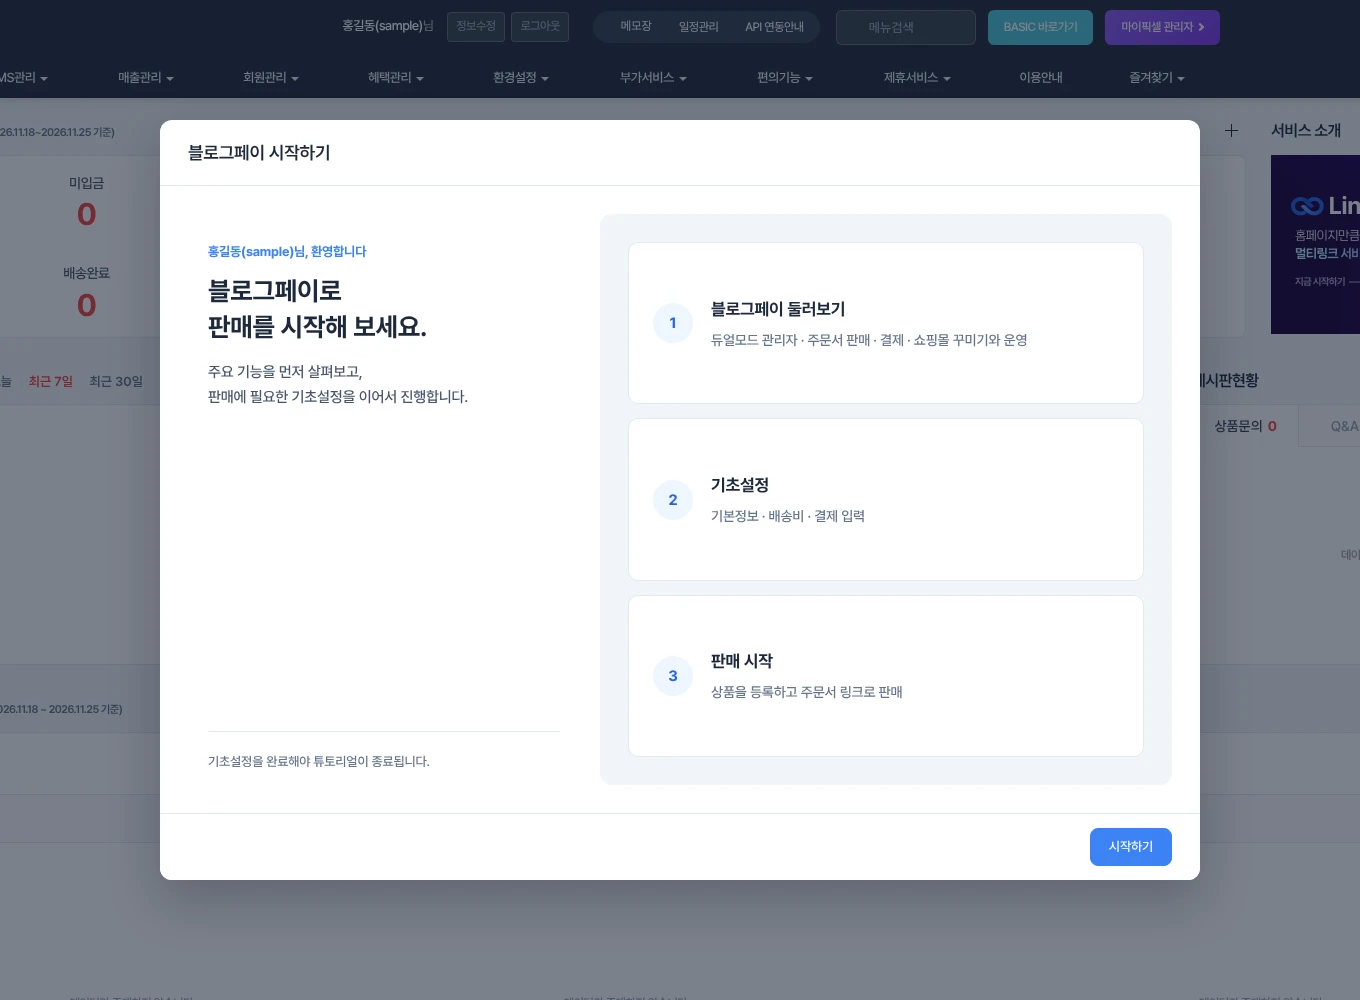 홍길동(sample)님 정보수정 로그아웃 메모장 일정관리 API 연동안내 메뉴검색 BASIC 바로가기 마이픽셀 관리자
MS관리 매출관리 회원관리 혜택관리 환경설정 부가서비스 편의기능 제휴서비스 이용안내 즐겨찾기
26.11.18~2026.11.25 기준)
서비스 소개
미입금
0
배송완료
0
최근 7일 최근 30일
홈페이지만큼
멀티링크 서비
지금 시작하기
게시판현황
상품문의 0
Q&A
026.11.18 ~ 2026.11.25 기준)
블로그페이 시작하기
홍길동(sample)님, 환영합니다
블로그페이로
판매를 시작해 보세요.
주요 기능을 먼저 살펴보고,
판매에 필요한 기초설정을 이어서 진행합니다.
기초설정을 완료해야 튜토리얼이 종료됩니다.
1
블로그페이 둘러보기
듀얼모드 관리자 · 주문서 판매 · 결제 · 쇼핑몰 꾸미기와 운영
2
기초설정
기본정보 · 배송비 · 결제 입력
3
판매 시작
상품을 등록하고 주문서 링크로 판매
시작하기